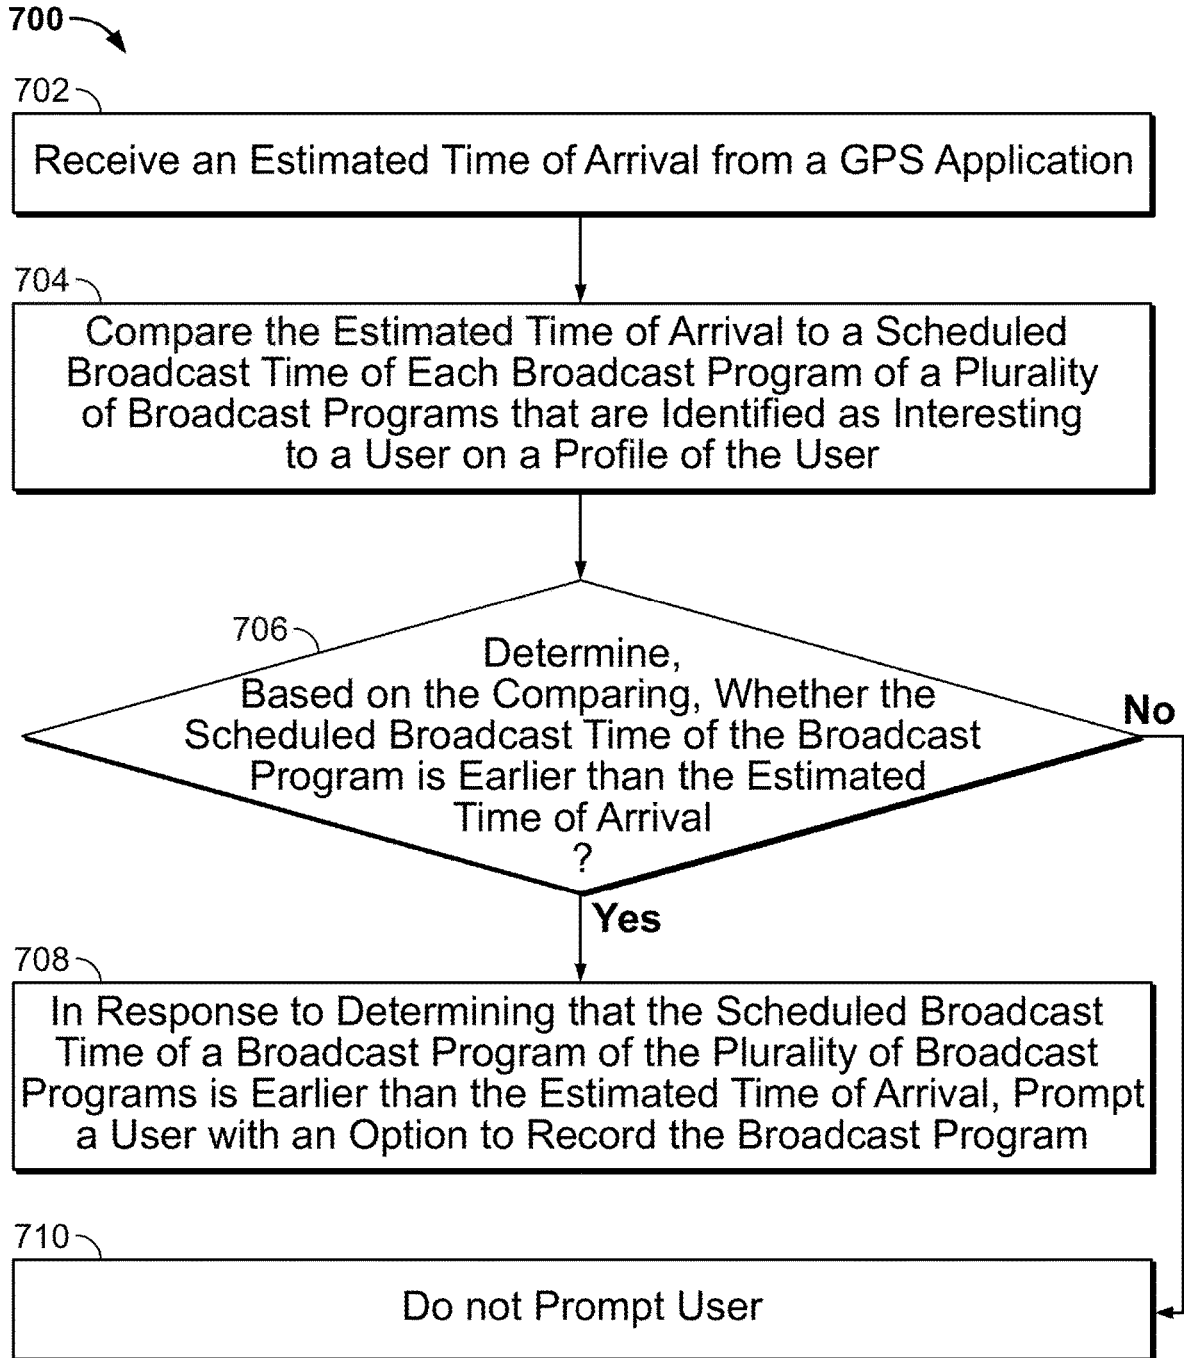 700
702
Receive an Estimated Time of Arrival from a GPS Application
704
Compare the Estimated Time of Arrival to a Scheduled
Broadcast Time of Each Broadcast Program of a Plurality
of Broadcast Programs that are Identified as Interesting
to a User on a Profile of the User
706
Determine,
Based on the Comparing, Whether the
Scheduled Broadcast Time of the Broadcast
Program is Earlier than the Estimated
Time of Arrival
?
No
Yes
708
In Response to Determining that the Scheduled Broadcast
Time of a Broadcast Program of the Plurality of Broadcast
Programs is Earlier than the Estimated Time of Arrival, Prompt
a User with an Option to Record the Broadcast Program
710
Do not Prompt User